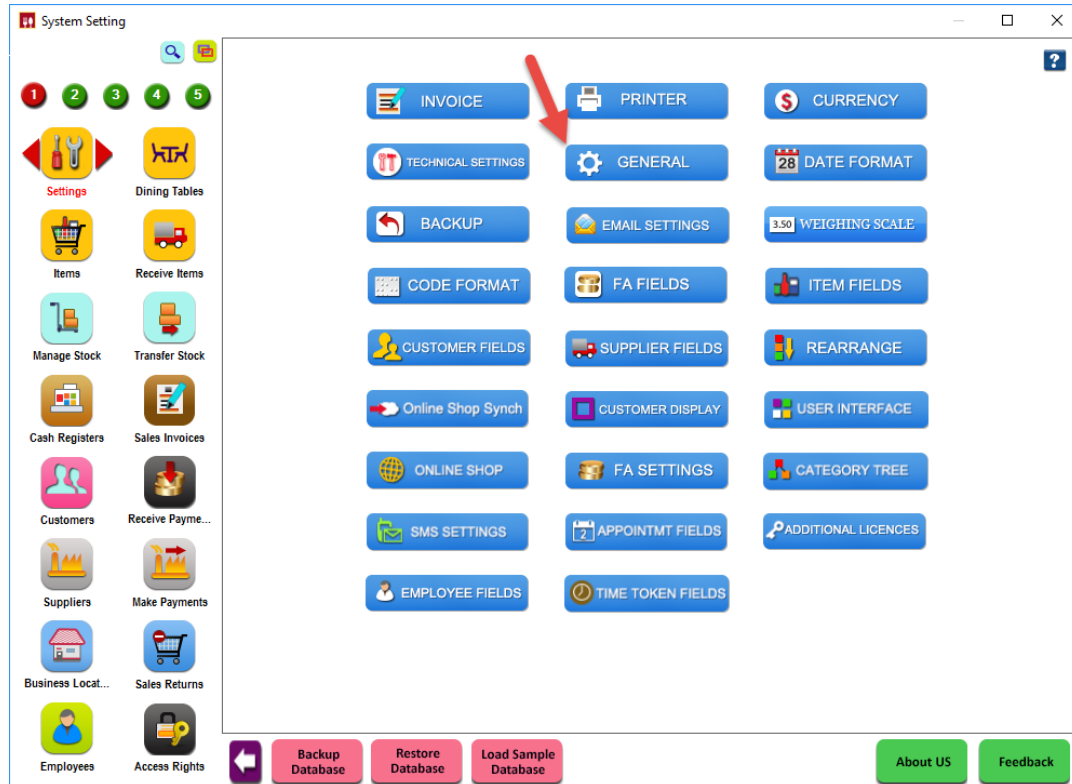 System Setting
1 2 3 4 5
Settings
Dining Tables
Items
Receive Items
Manage Stock
Transfer Stock
Cash Registers
Sales Invoices
Customers
Receive Payme...
Suppliers
Make Payments
Business Locat...
Sales Returns
Employees
Access Rights
?
INVOICE
PRINTER
$ CURRENCY
TECHNICAL SETTINGS
GENERAL
28 DATE FORMAT
BACKUP
EMAIL SETTINGS
3.50 WEIGHING SCALE
CODE FORMAT
FA FIELDS
ITEM FIELDS
CUSTOMER FIELDS
SUPPLIER FIELDS
REARRANGE
Online Shop Synch
CUSTOMER DISPLAY
USER INTERFACE
ONLINE SHOP
FA SETTINGS
CATEGORY TREE
SMS SETTINGS
2 APPOINTMT FIELDS
ADDITIONAL LICENCES
EMPLOYEE FIELDS
TIME TOKEN FIELDS
Backup
Database
Restore
Database
Load Sample
Database
About US
Feedback